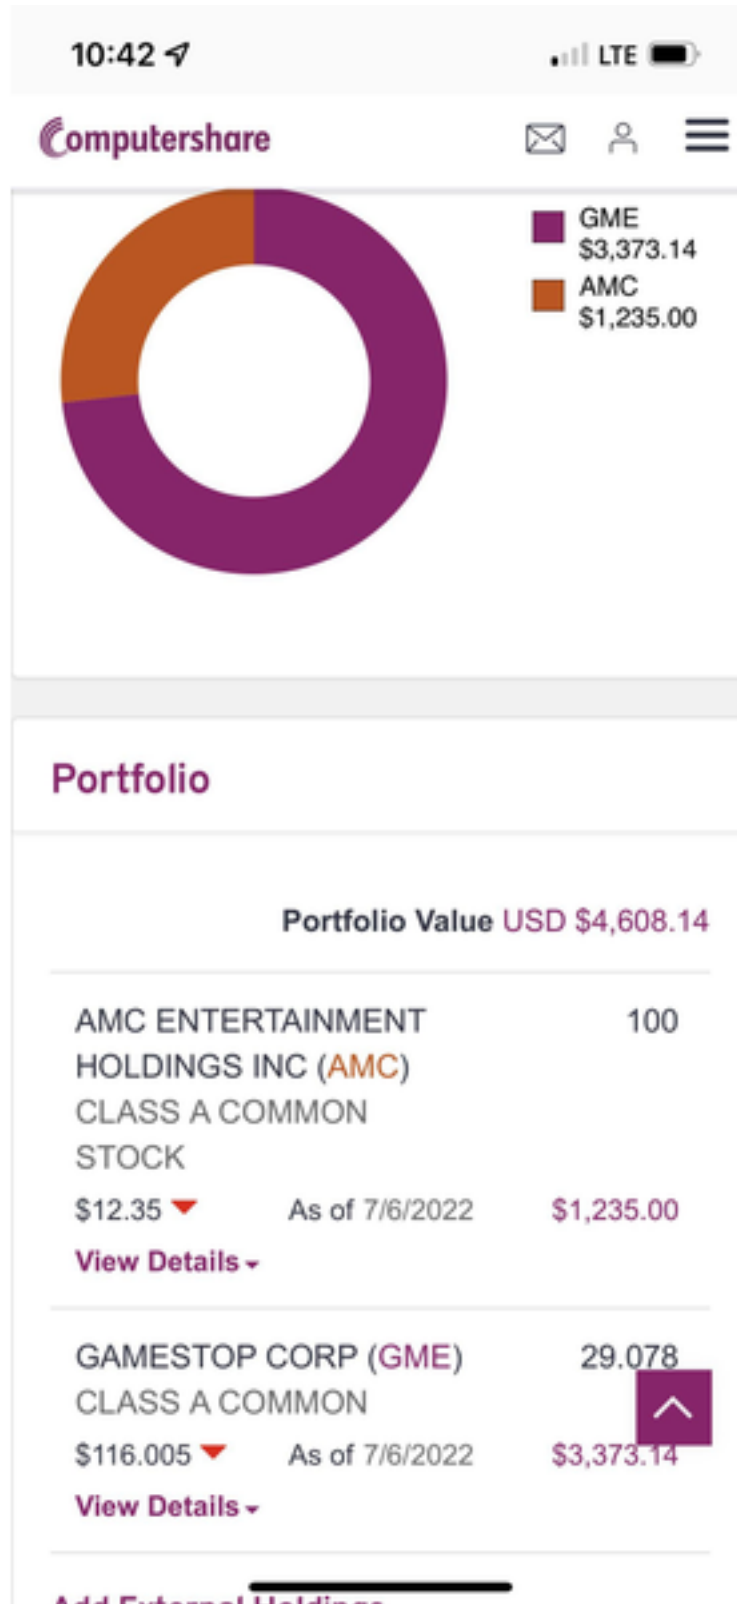 10:42
LTE
Computershare
GME
$3,373.14
AMC
$1,235.00
Portfolio
Portfolio Value USD $4,608.14
AMC ENTERTAINMENT 100
HOLDINGS INC (AMC)
CLASS A COMMON
STOCK
$12.35 As of 7/6/2022 $1,235.00
View Details
GAMESTOP CORP (GME) 29.078
CLASS A COMMON
$116.005 As of 7/6/2022 $3,373.14
View Details
Add External Holdings